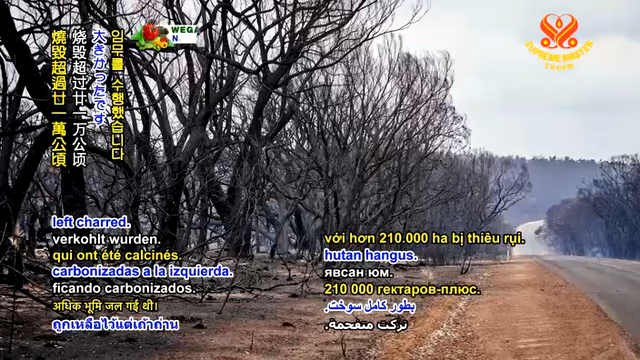 燒毀超過廿一萬公頃
烧毁超过廿一万公顷
大きかったです
임무를 수행했습니다
WEGA
N
SUPREME MASTER
TV.COM
left charred.
verkohlt wurden.
qui ont été calcinés.
carbonizadas a la izquierda.
ficando carbonizados.
अधिक भूमि जल गई थी।
ถูกเหลือไว้แต่เถ้าถ่าน
với hơn 210.000 ha bị thiêu rụi.
hutan hangus.
явсан юм.
210 000 гектаров-плюс.
بطور کامل سوخت.
تركت متفحمة.